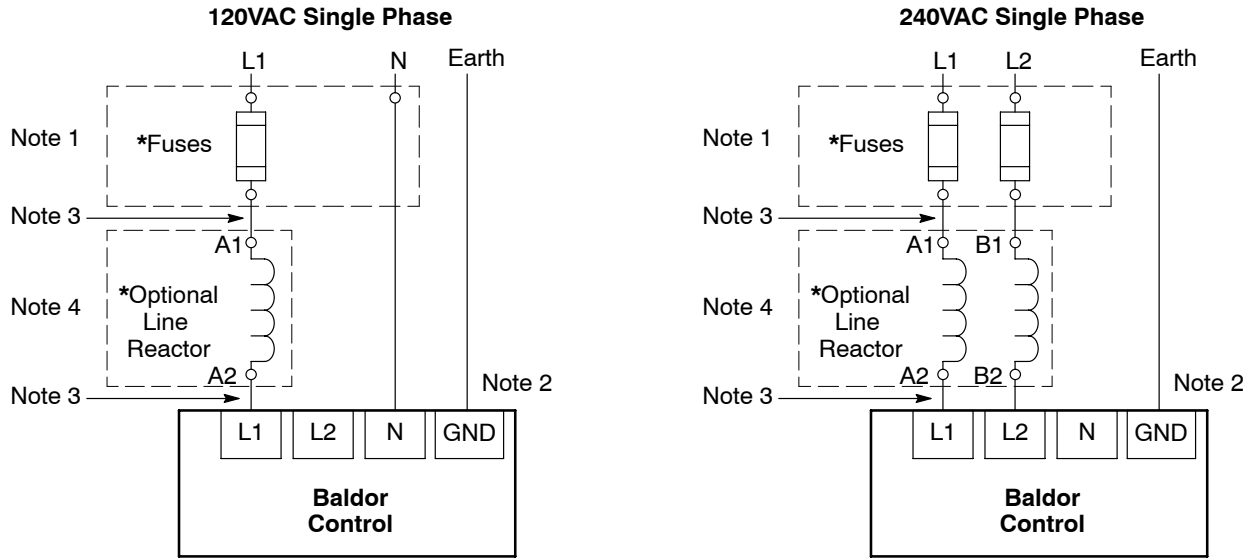 120VAC Single Phase
L1 N Earth
Note 1
*Fuses
Note 3
A1
Note 4
*Optional
Line
Reactor
A2
Note 2
Note 3
L1 L2 N GND
Baldor
Control
240VAC Single Phase
L1 L2 Earth
Note 1
*Fuses
Note 3
A1 B1
Note 4
*Optional
Line
Reactor
A2 B2
Note 2
Note 3
L1 L2 N GND
Baldor
Control